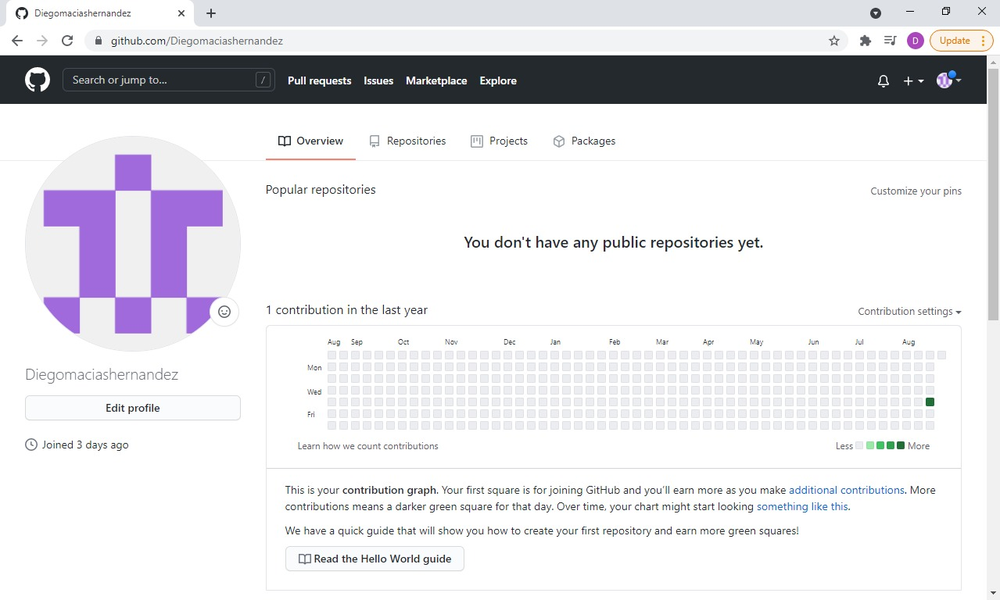 Diegomaciashernandez
github.com/Diegomaciashernandez
D
Update
Search or jump to...
/
Pull requests
Issues
Marketplace
Explore
Overview
Repositories
Projects
Packages
Popular repositories
Customize your pins
You don't have any public repositories yet.
1 contribution in the last year
Contribution settings
Aug Sep Oct Nov Dec Jan Feb Mar Apr May Jun Jul Aug
Mon
Wed
Fri
Learn how we count contributions
Less
More
This is your contribution graph. Your first square is for joining GitHub and you'll earn more as you make additional contributions. More
contributions means a darker green square for that day. Over time, your chart might start looking something like this.
We have a quick guide that will show you how to create your first repository and earn more green squares!
Read the Hello World guide
Diegomaciashernandez
Edit profile
Joined 3 days ago